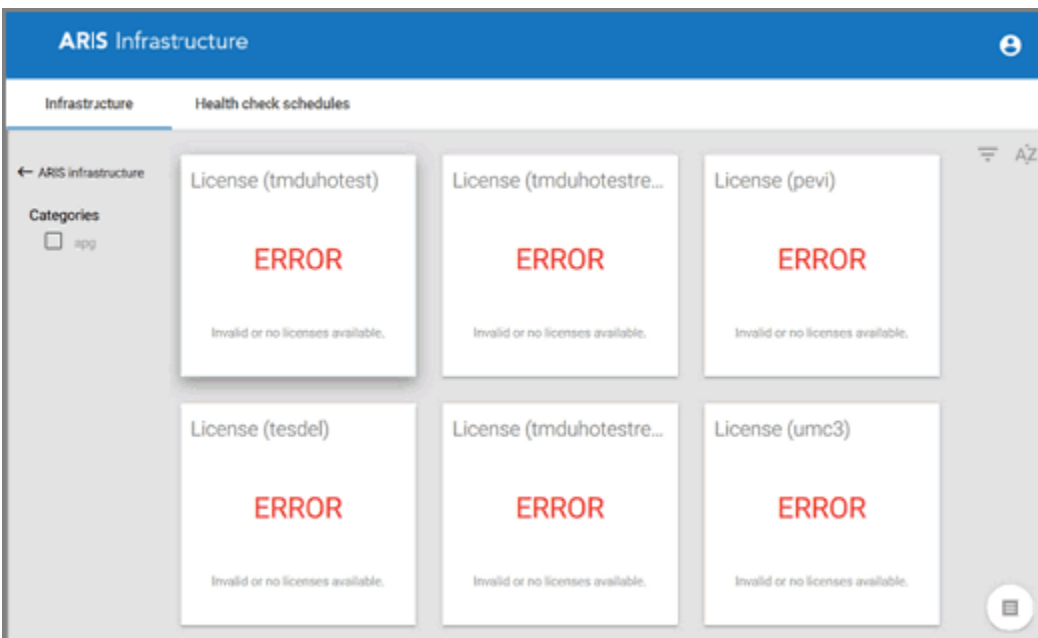 ARIS Infrastructure
Infrastructure Health check schedules
← ARIS infrastructure
Categories
apg
AZ
License (tmduhotest)
ERROR
Invalid or no licenses available.
License (tmduhotestre...
ERROR
Invalid or no licenses available.
License (pevi)
ERROR
Invalid or no licenses available.
License (tesdel)
ERROR
Invalid or no licenses available.
License (tmduhotestre...
ERROR
Invalid or no licenses available.
License (umc3)
ERROR
Invalid or no licenses available.